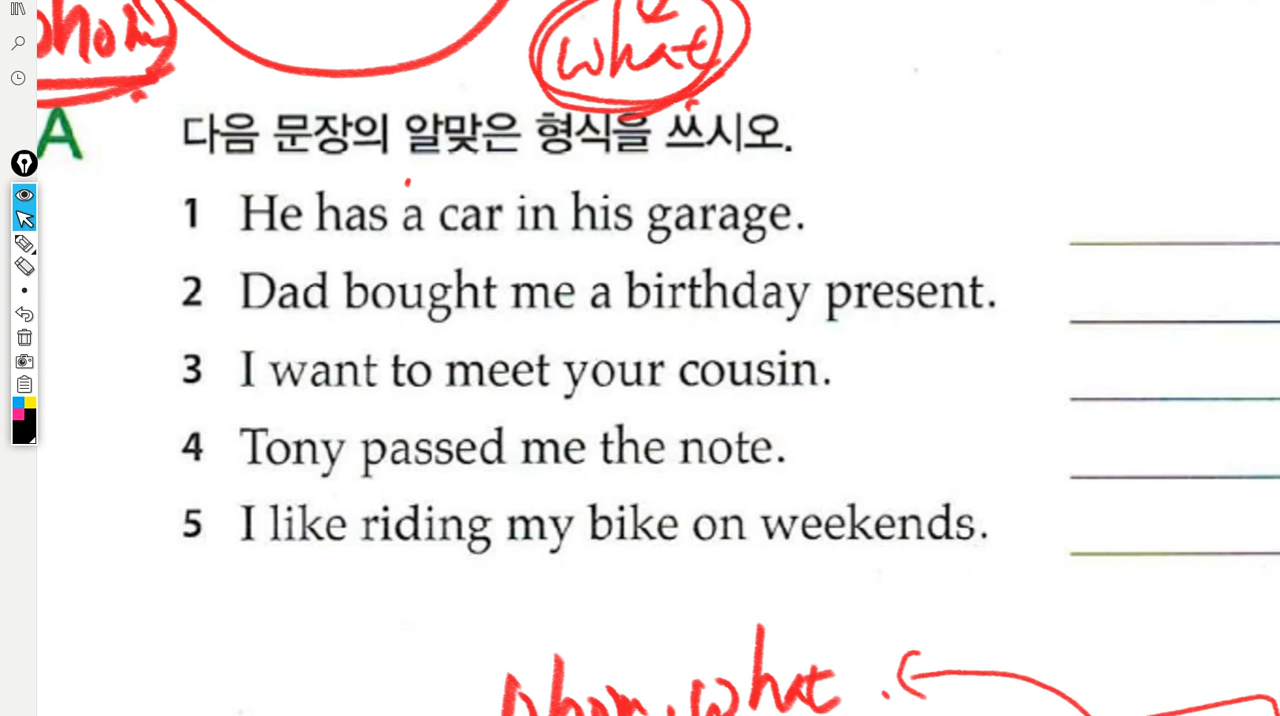 what
A 다음 문장의 알맞은 형식을 쓰시오.
1 He has a car in his garage.
2 Dad bought me a birthday present.
3 I want to meet your cousin.
4 Tony passed me the note.
5 I like riding my bike on weekends.
what